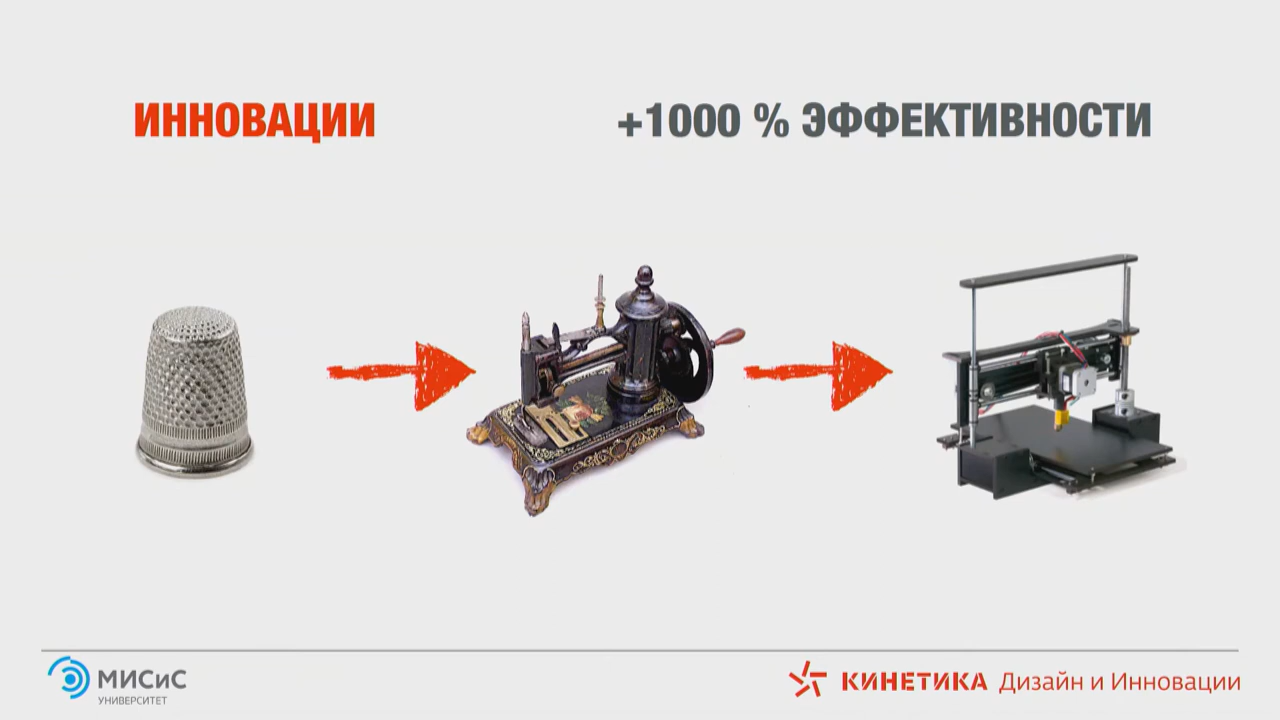 ИННОВАЦИИ
+1000 % ЭФФЕКТИВНОСТИ
МИСиС
УНИВЕРСИТЕТ
КИНЕТИКА Дизайн и Инновации